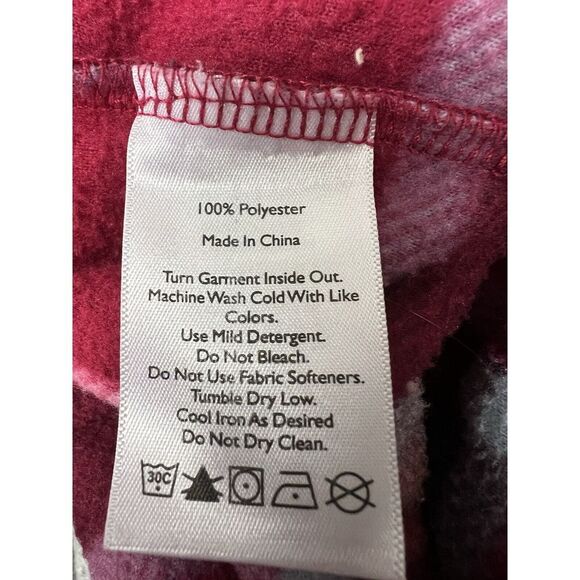 100% Polyester
Made In China
Turn Garment Inside Out.
Machine Wash Cold With Like
Colors.
Use Mild Detergent.
Do Not Bleach.
Do Not Use Fabric Softeners.
Tumble Dry Low.
Cool Iron As Desired
Do Not Dry Clean.
30C